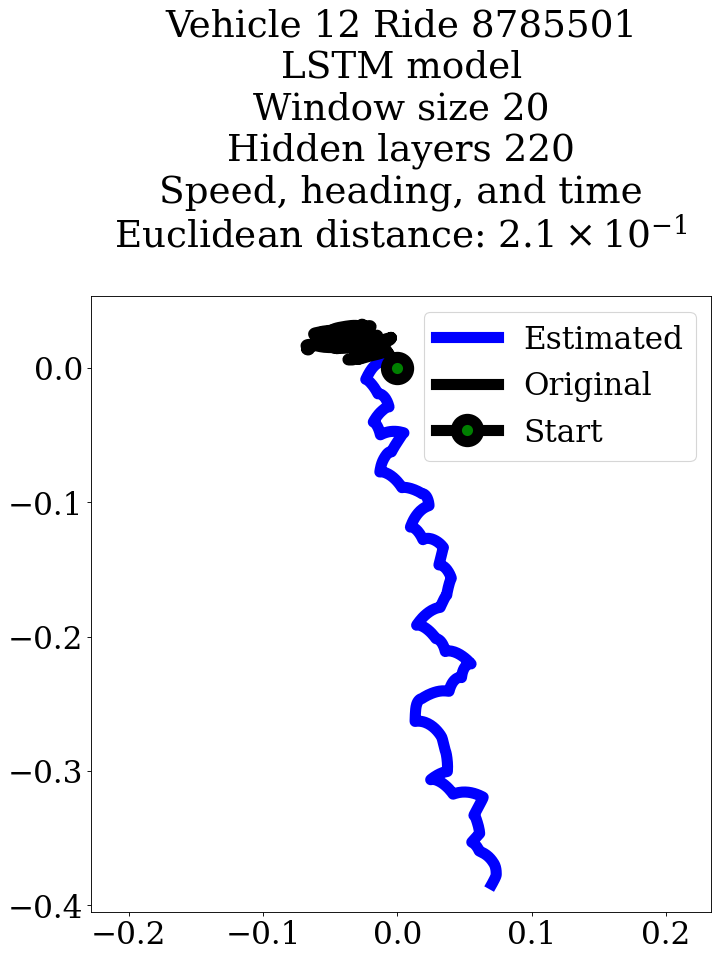 Vehicle 12 Ride 8785501
LSTM model
Window size 20
Hidden layers 220
Speed, heading, and time
Euclidean distance: 2.1 × 10⁻¹
Estimated
Original
Start
0.0
−0.1
−0.2
−0.3
−0.4
−0.2
−0.1
0.0
0.1
0.2